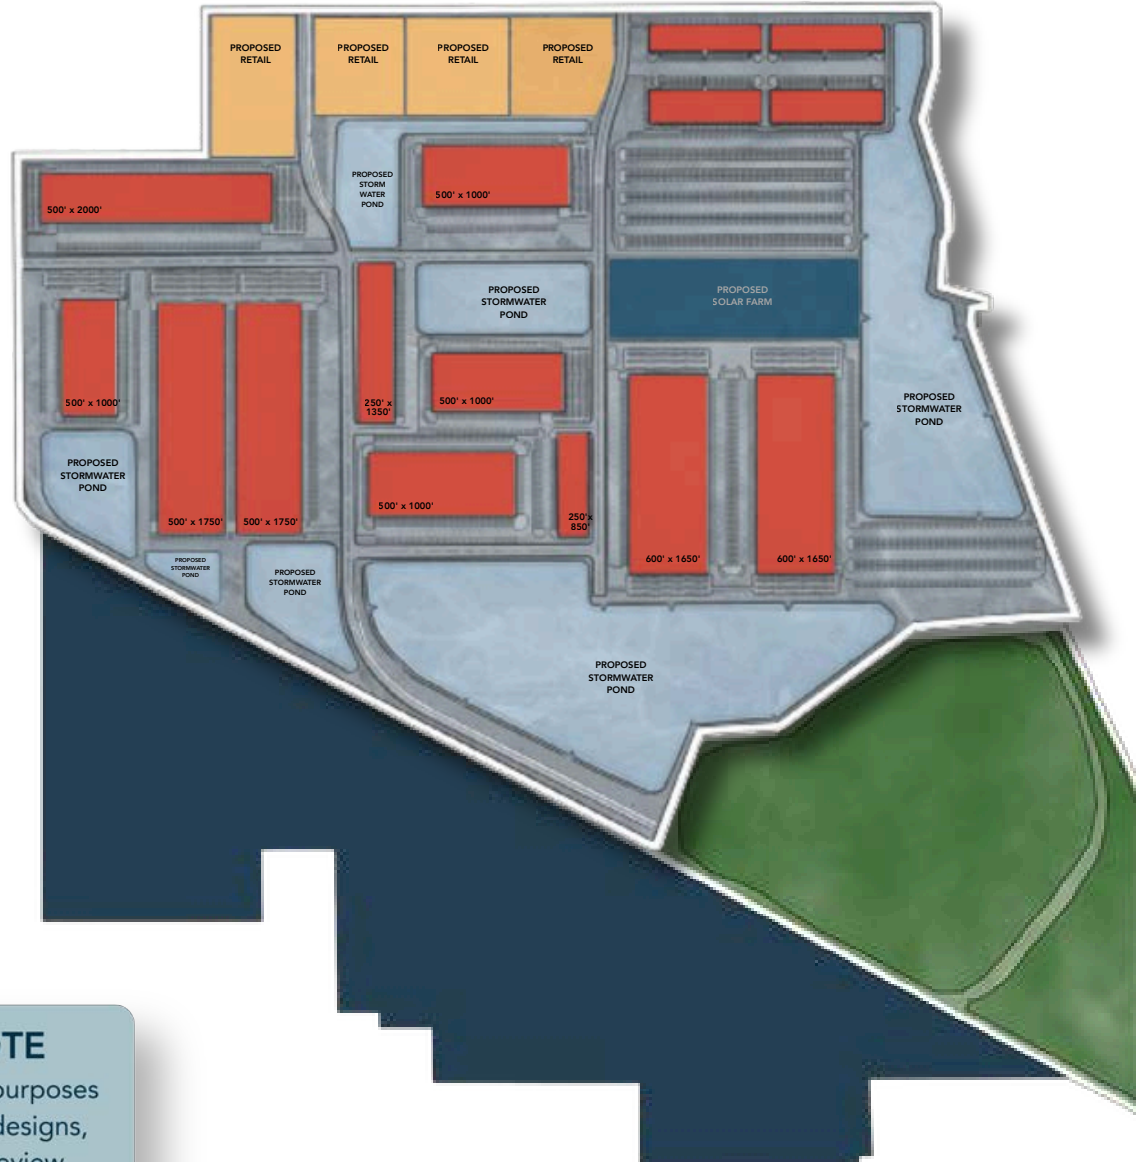 PROPOSED
RETAIL
PROPOSED
RETAIL
PROPOSED
RETAIL
PROPOSED
RETAIL
PROPOSED
STORM
WATER
POND
500' x 1000'
500' x 2000'
PROPOSED
STORMWATER
POND
PROPOSED
SOLAR FARM
500' x 1000'
250' x
1350'
500' x 1000'
PROPOSED
STORMWATER
POND
PROPOSED
STORMWATER
POND
500' x 1750'
500' x 1750'
500' x 1000'
250'x
850'
600' x 1650'
600' x 1650'
PROPOSED
STORMWATER
POND
PROPOSED
STORMWATER
POND
PROPOSED
STORMWATER
POND
purposes
designs,